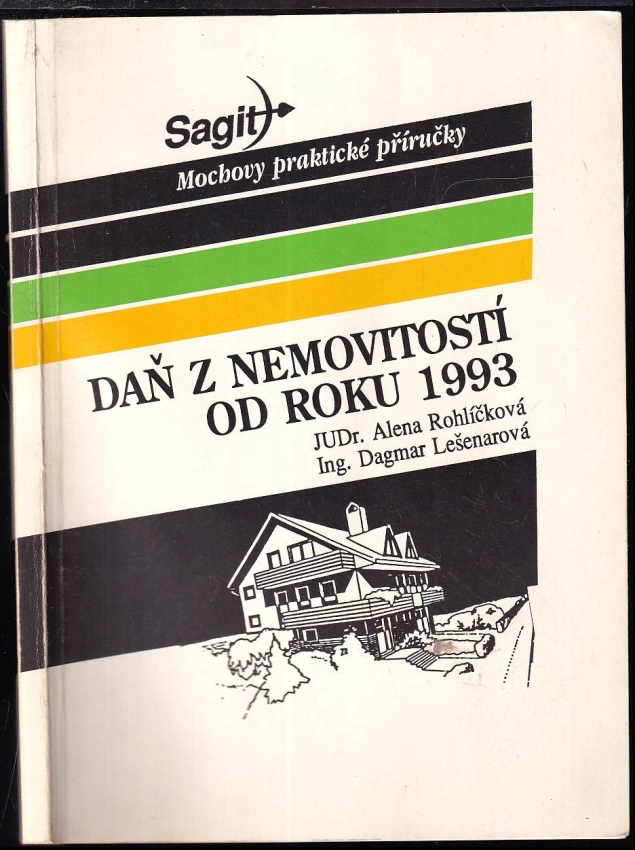 Sagit
Mochovy praktické příručky
DAŇ Z NEMOVITOSTÍ
OD ROKU 1993
JUDr. Alena Rohlíčková
Ing. Dagmar Lešenarová